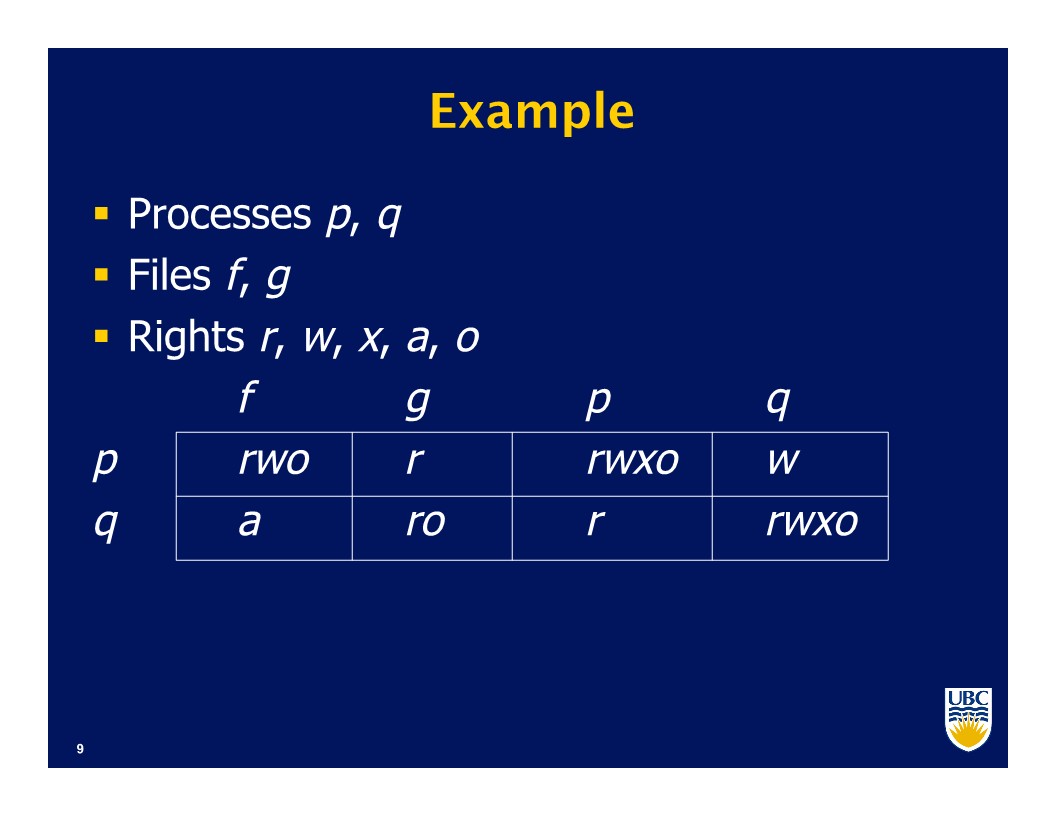 Example
▪ Processes p, q
▪ Files f, g
▪ Rights r, w, x, a, o
f g p q
p rwo r rwxo w
q a ro r rwxo
UBC
9